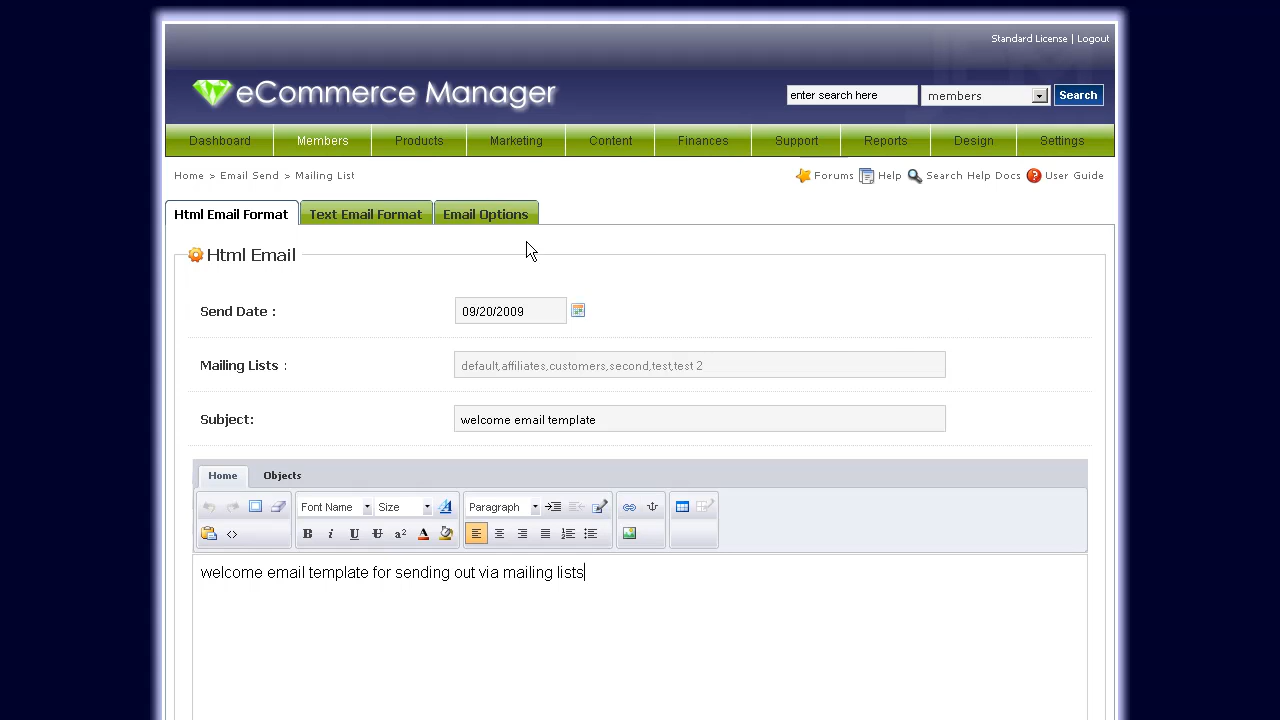 Standard License | Logout
eCommerce Manager
enter search here members Search
Dashboard Members Products Marketing Content Finances Support Reports Design Settings
Home > Email Send > Mailing List Forums Help Search Help Docs User Guide
Html Email Format Text Email Format Email Options
Html Email
Send Date : 09/20/2009
Mailing Lists : default,affiliates,customers,second,test,test 2
Subject: welcome email template
Home Objects
Font Name Size Paragraph
B i U a²
welcome email template for sending out via mailing lists